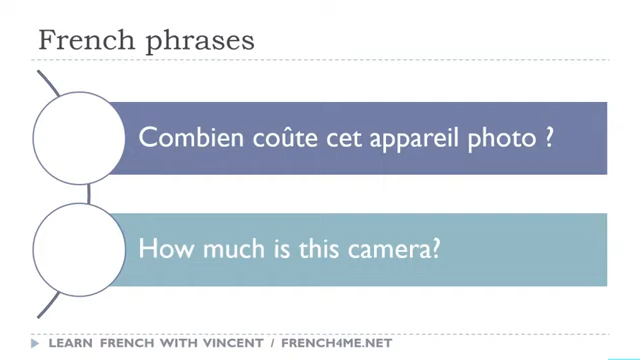 French phrases
Combien coûte cet appareil photo ?
How much is this camera?
LEARN FRENCH WITH VINCENT / FRENCH4ME.NET